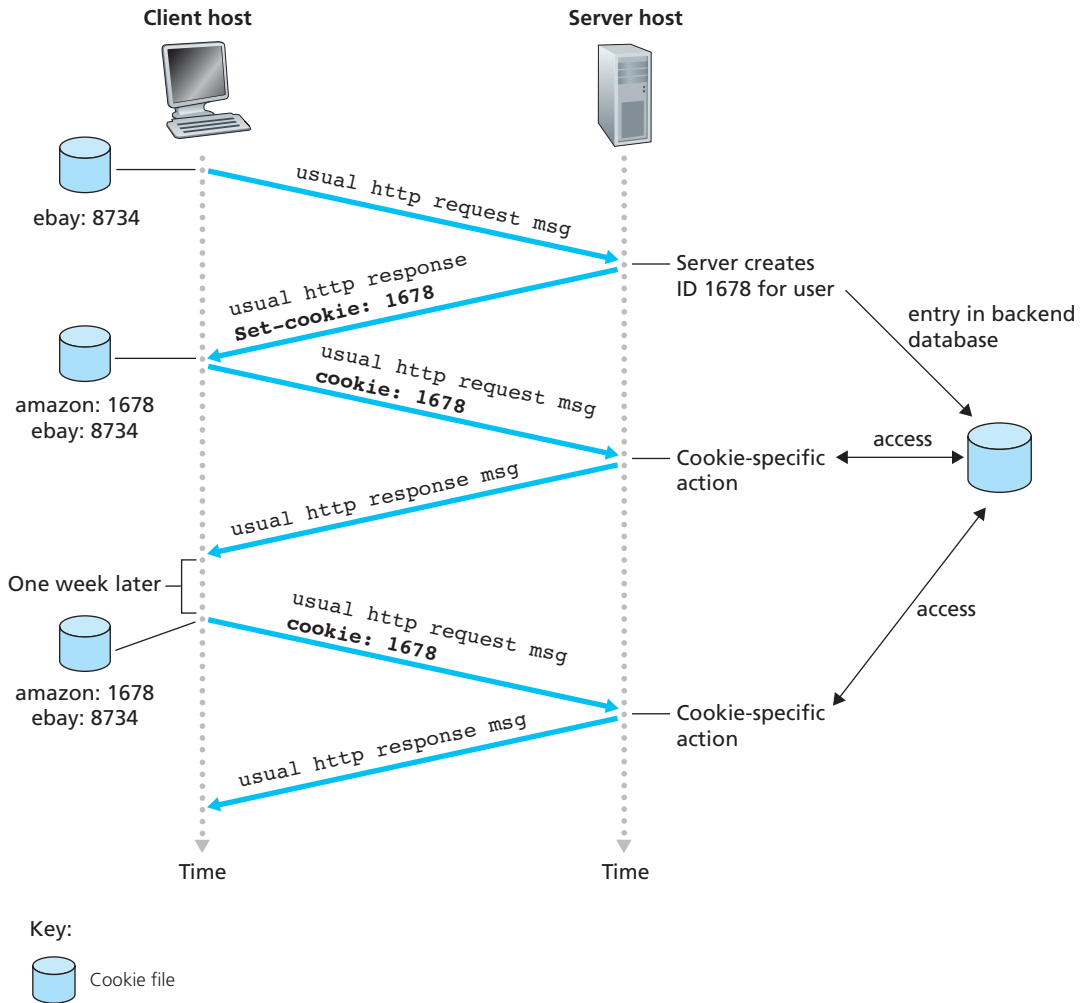 Client host
Server host
ebay: 8734
usual http request msg
Server creates
ID 1678 for user
entry in backend
database
usual http response
Set-cookie: 1678
amazon: 1678
ebay: 8734
usual http request msg
cookie: 1678
Cookie-specific
action
access
usual http response msg
One week later
access
usual http request msg
cookie: 1678
amazon: 1678
ebay: 8734
Cookie-specific
action
usual http response msg
Time
Time
Key:
Cookie file